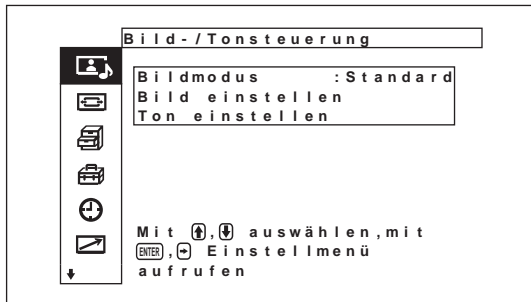 Bild-/Tonsteuerung
Bildmodus :Standard
Bild einstellen
Ton einstellen
Mit ↑,↓ auswählen,mit
ENTER,→ Einstellmenü
aufrufen